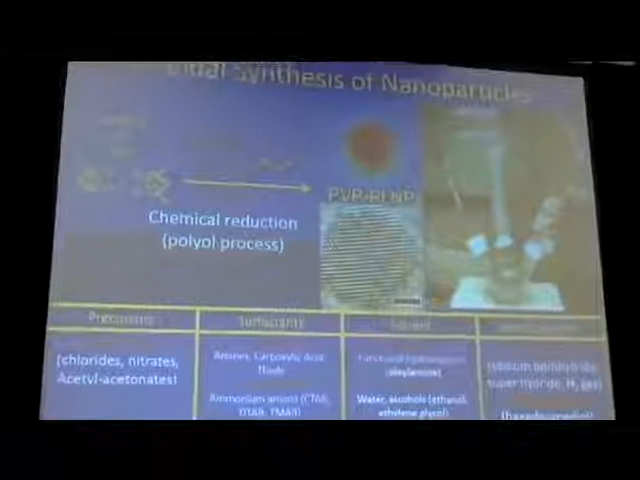 Synthesis of Nanoparticles
PVP-Pt NP
Chemical reduction
(polyol process)
Precursors
Surfactants
Solvent
(chlorides, nitrates,
Acetyl-acetonates)
Amines, Carboxylic Acid
Thiols
Ammonium anions (CTAB,
DTAB, TMAB)
Functional hydrocarbons
(oleylamine)
Water, alcohols (ethanol,
ethylene glycol)
(sodium borohydride,
super hydride, H₂ gas)